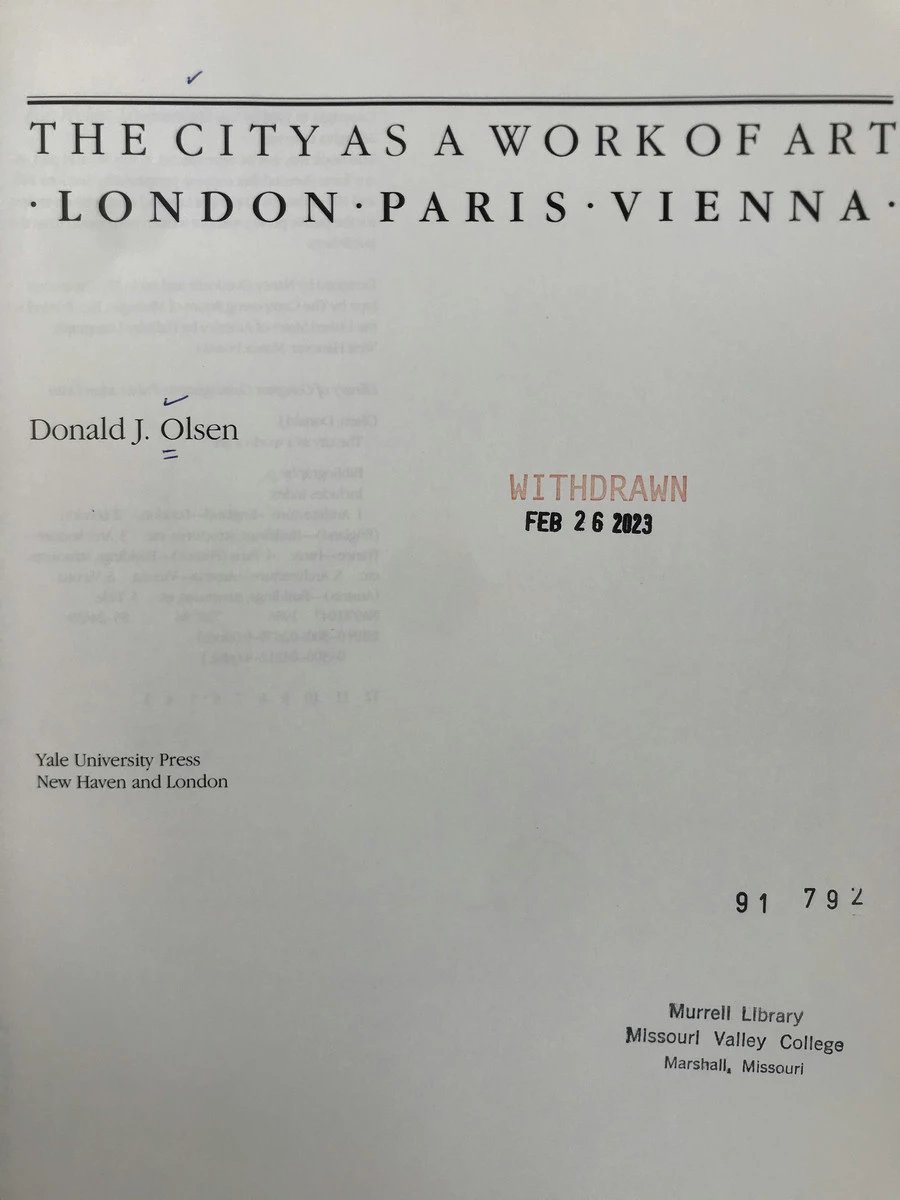 THE CITY AS A WORK OF ART
· LONDON · PARIS · VIENNA ·
Donald J. Olsen
WITHDRAWN
FEB 26 2023
Yale University Press
New Haven and London
91 792
Murrell Library
Missouri Valley College
Marshall, Missouri